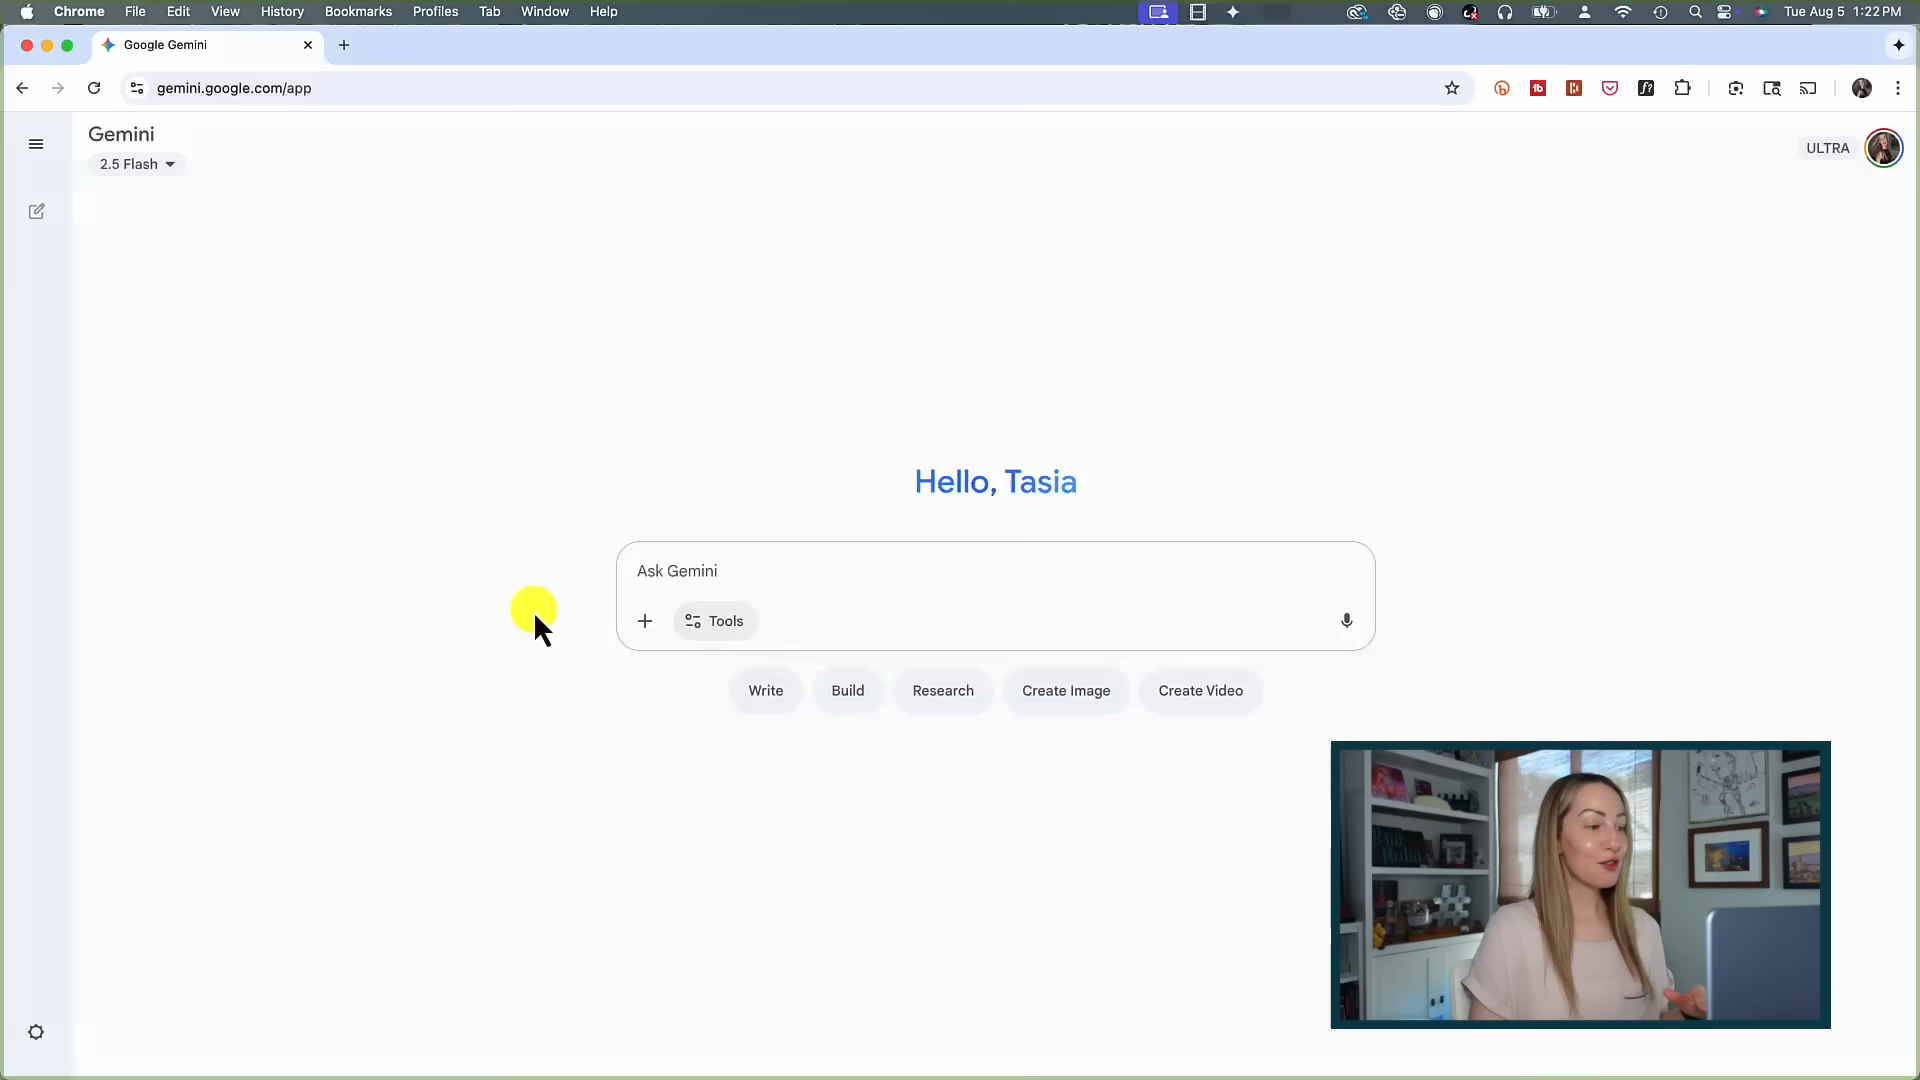 Chrome File Edit View History Bookmarks Profiles Tab Window Help Tue Aug 5 1:22 PM
Google Gemini
gemini.google.com/app
Gemini
2.5 Flash
ULTRA
Hello, Tasia
Ask Gemini
Tools
Write Build Research Create Image Create Video